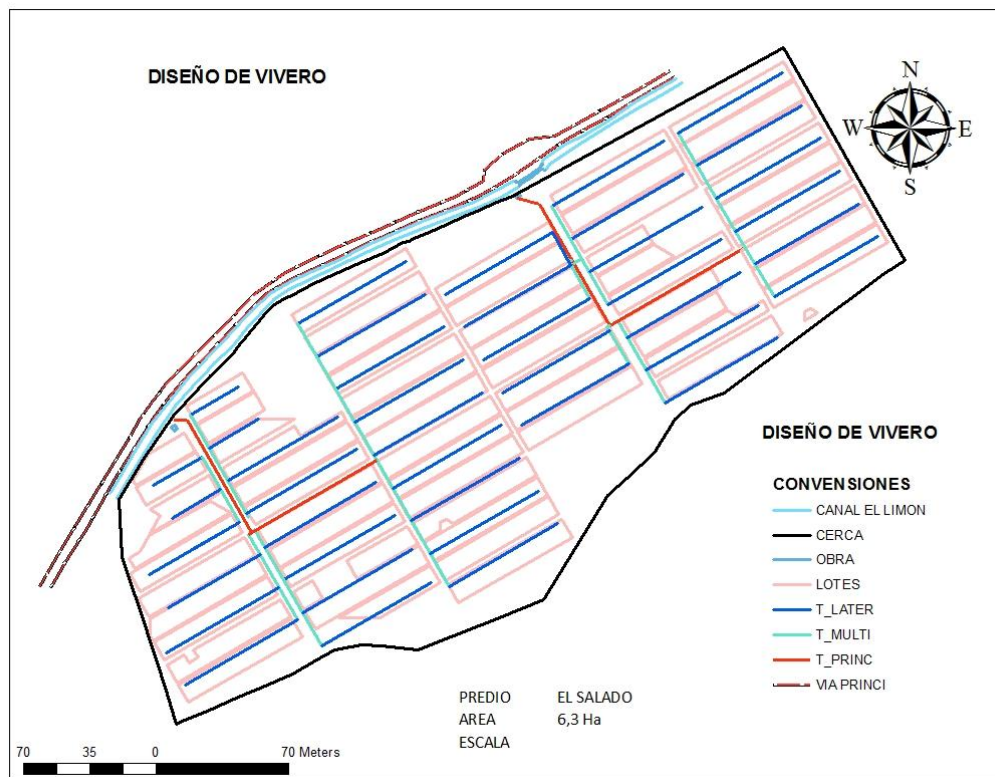 DISEÑO DE VIVERO
N
W E
S
DISEÑO DE VIVERO
CONVENSIONES
CANAL EL LIMON
CERCA
OBRA
LOTES
T_LATER
T_MULTI
T_PRINC
VIA PRINCI
PREDIO EL SALADO
AREA 6,3 Ha
ESCALA
70 35 0 70 Meters